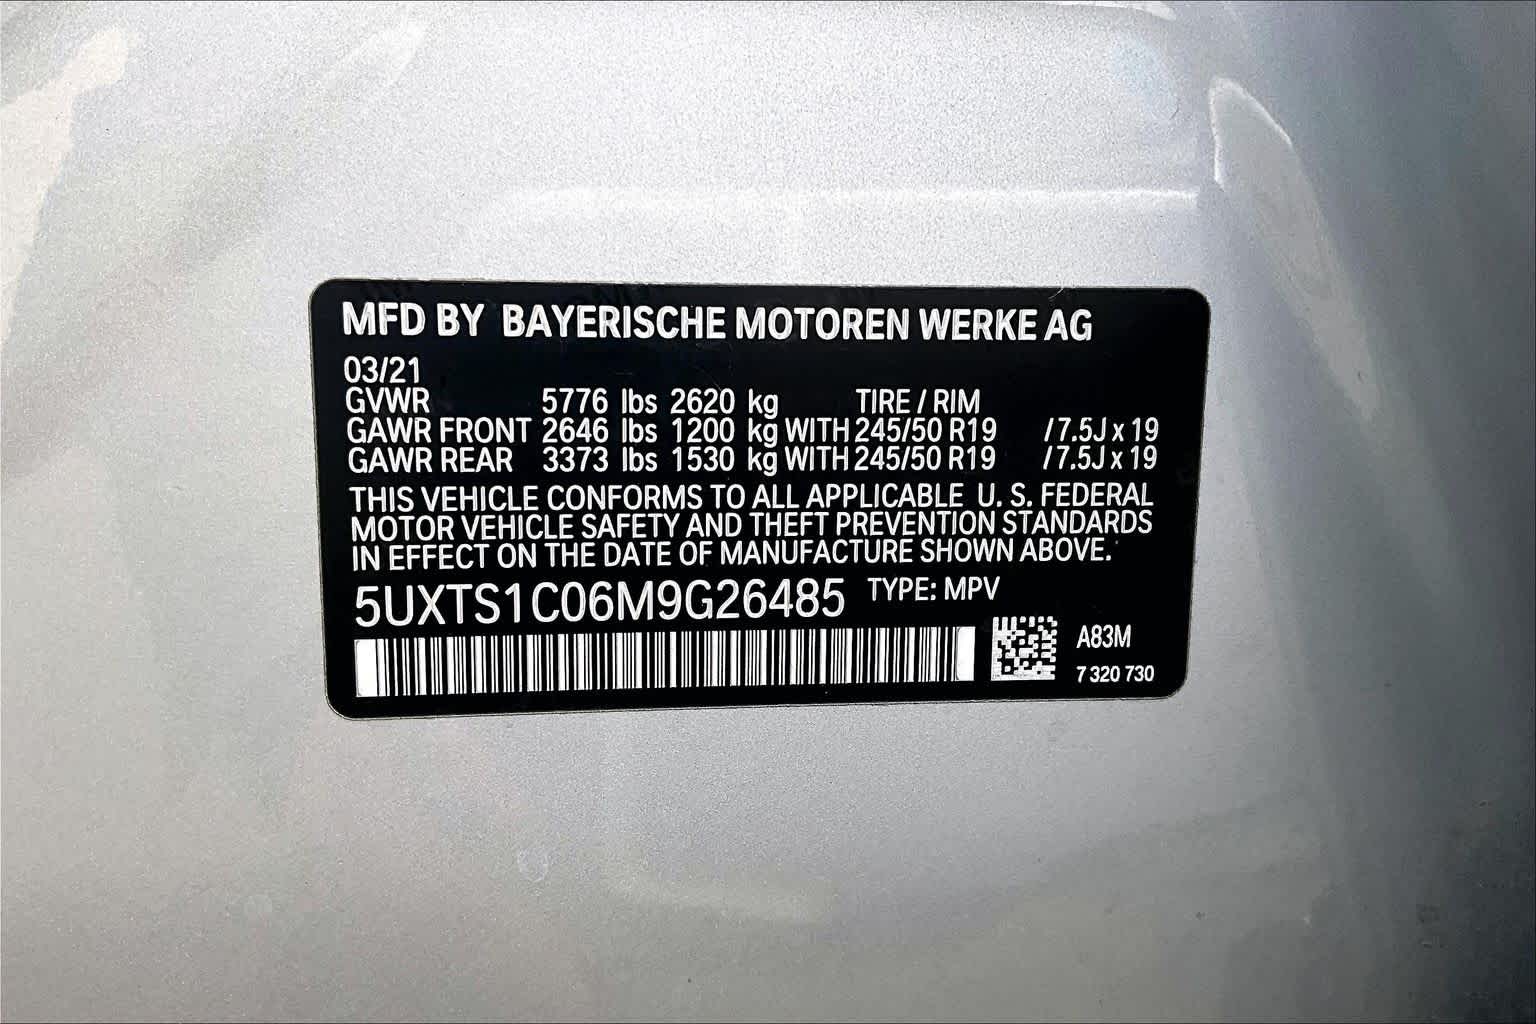 MFD BY BAYERISCHE MOTOREN WERKE AG
03/21
GVWR 5776 lbs 2620 kg TIRE / RIM
GAWR FRONT 2646 lbs 1200 kg WITH 245/50 R19 / 7.5J x 19
GAWR REAR 3373 lbs 1530 kg WITH 245/50 R19 / 7.5J x 19
THIS VEHICLE CONFORMS TO ALL APPLICABLE U. S. FEDERAL
MOTOR VEHICLE SAFETY AND THEFT PREVENTION STANDARDS
IN EFFECT ON THE DATE OF MANUFACTURE SHOWN ABOVE.
5UXTS1C06M9G26485 TYPE: MPV
A83M
7 320 730